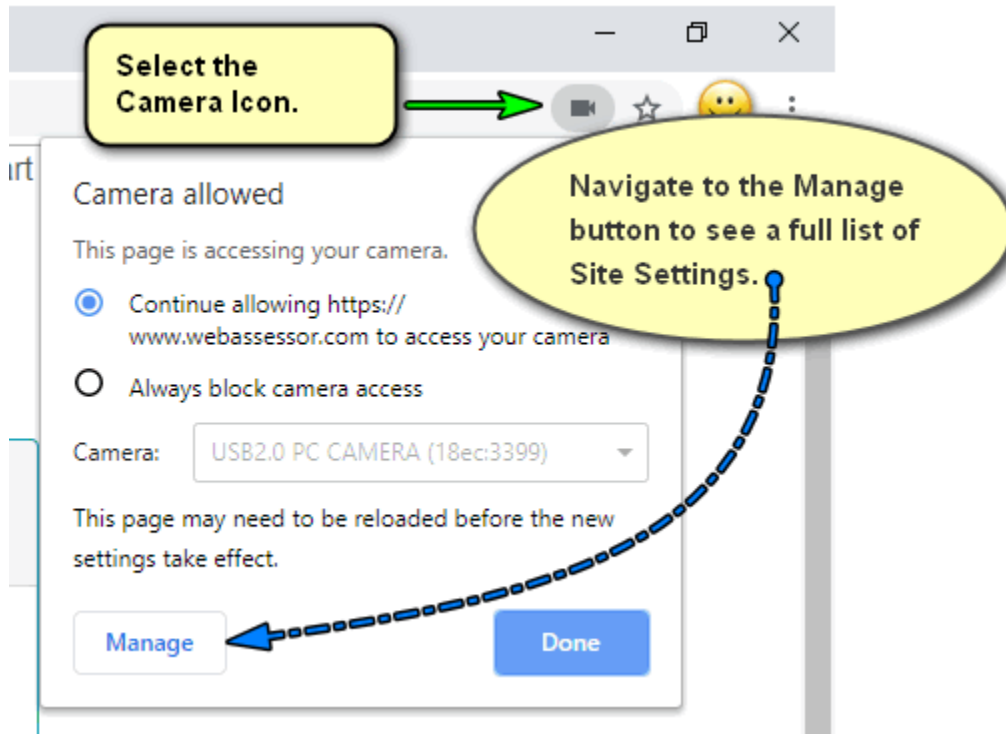 Select the
Camera Icon.
Navigate to the Manage
button to see a full list of
Site Settings.
Camera allowed
This page is accessing your camera.
Continue allowing https://
www.webassessor.com to access your camera
Always block camera access
Camera: USB2.0 PC CAMERA (18ec:3399)
This page may need to be reloaded before the new
settings take effect.
Manage Done